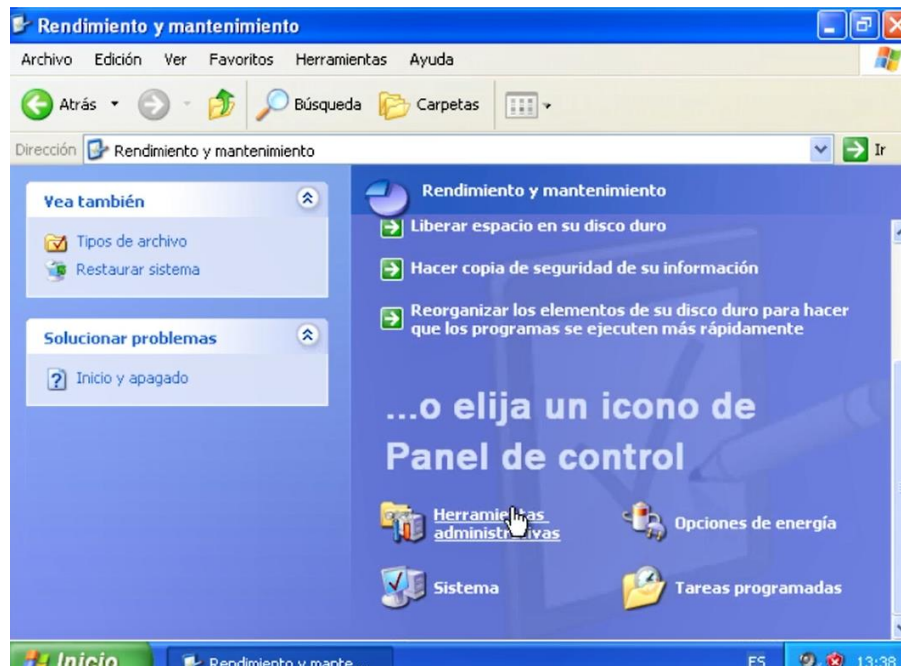 Rendimiento y mantenimiento
Archivo Edición Ver Favoritos Herramientas Ayuda
Atrás Búsqueda Carpetas
Dirección Rendimiento y mantenimiento Ir
Vea también
Tipos de archivo
Restaurar sistema
Solucionar problemas
Inicio y apagado
Rendimiento y mantenimiento
Liberar espacio en su disco duro
Hacer copia de seguridad de su información
Reorganizar los elementos de su disco duro para hacer
que los programas se ejecuten más rápidamente
...o elija un icono de
Panel de control
Herramientas
administrativas
Opciones de energía
Sistema
Tareas programadas
Inicio Rendimiento y mante... ES 13:38